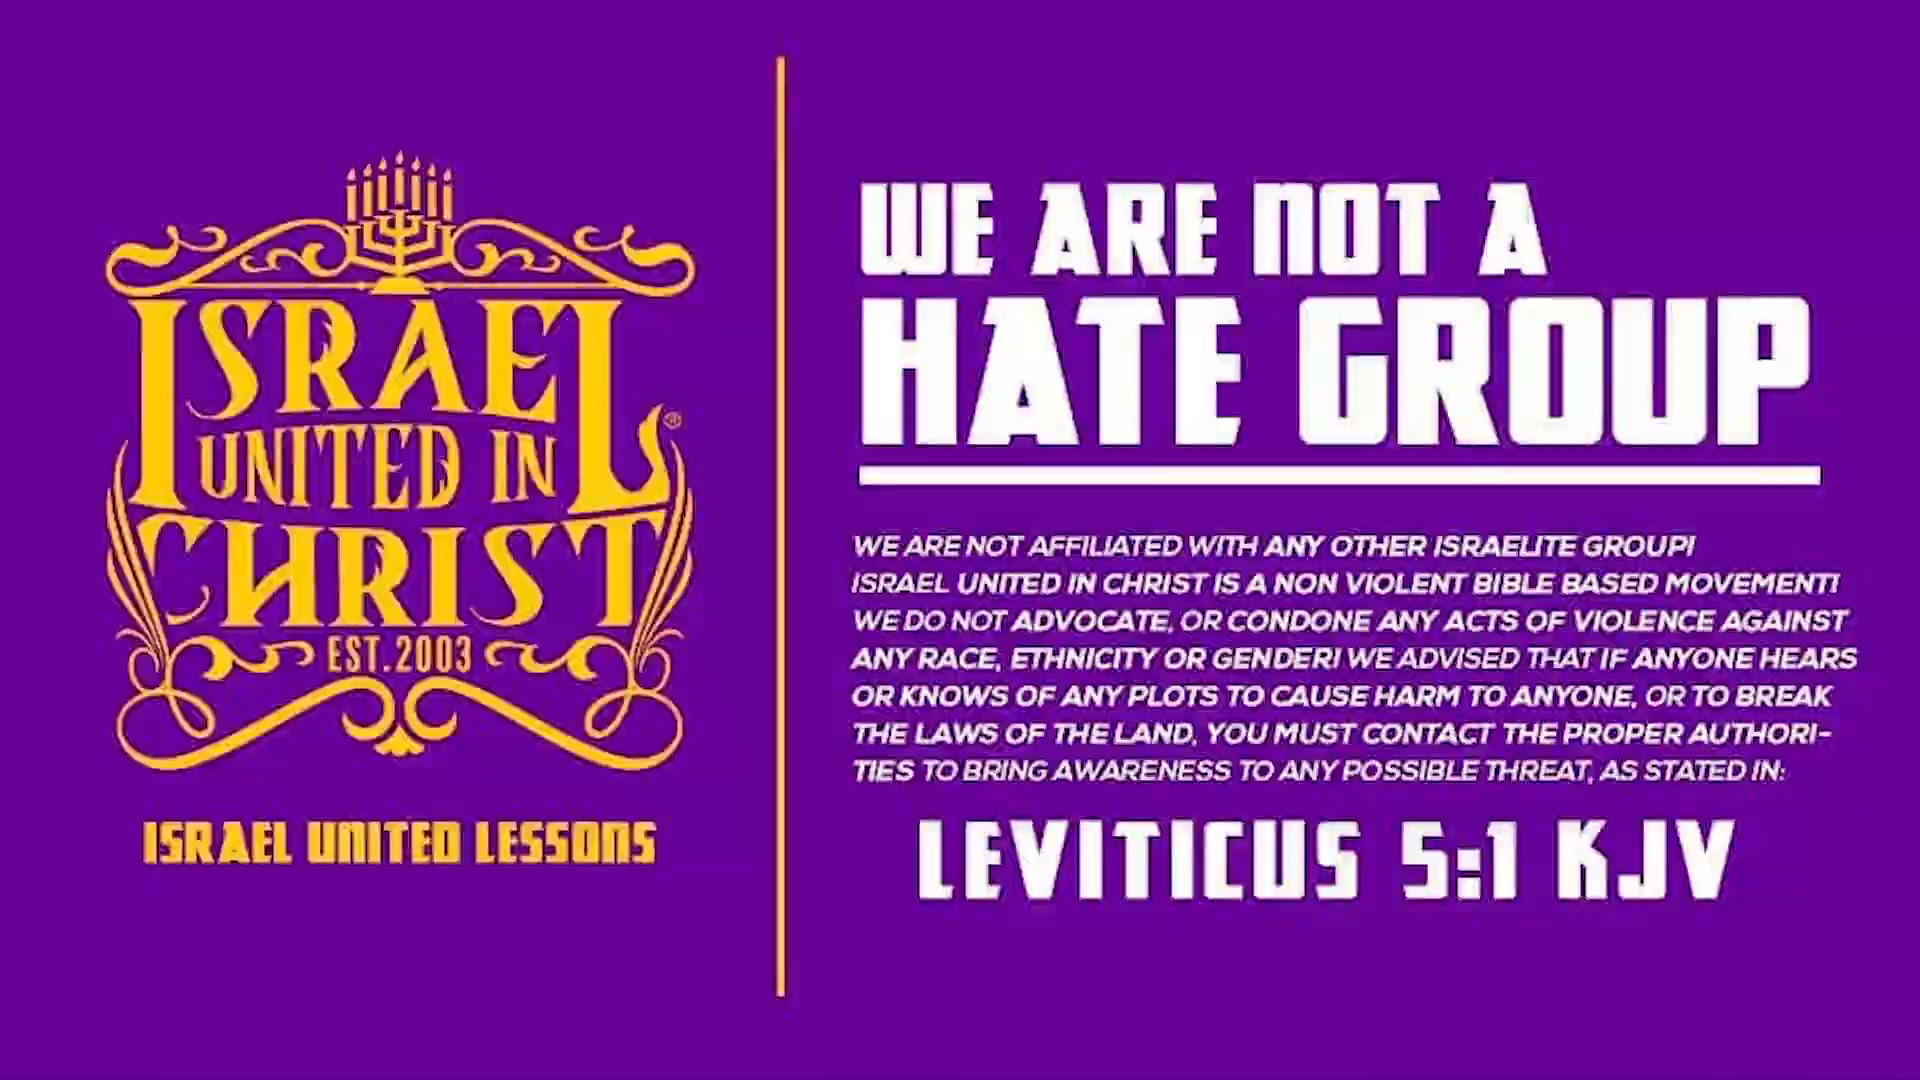 ISRAEL
UNITED IN
CHRIST
®
EST.2003
ISRAEL UNITED LESSONS
WE ARE NOT A
HATE GROUP
WE ARE NOT AFFILIATED WITH ANY OTHER ISRAELITE GROUP!
ISRAEL UNITED IN CHRIST IS A NON VIOLENT BIBLE BASED MOVEMENT!
WE DO NOT ADVOCATE, OR CONDONE ANY ACTS OF VIOLENCE AGAINST
ANY RACE, ETHNICITY OR GENDER! WE ADVISED THAT IF ANYONE HEARS
OR KNOWS OF ANY PLOTS TO CAUSE HARM TO ANYONE, OR TO BREAK
THE LAWS OF THE LAND, YOU MUST CONTACT THE PROPER AUTHORI-
TIES TO BRING AWARENESS TO ANY POSSIBLE THREAT, AS STATED IN:
LEVITICUS 5:1 KJV